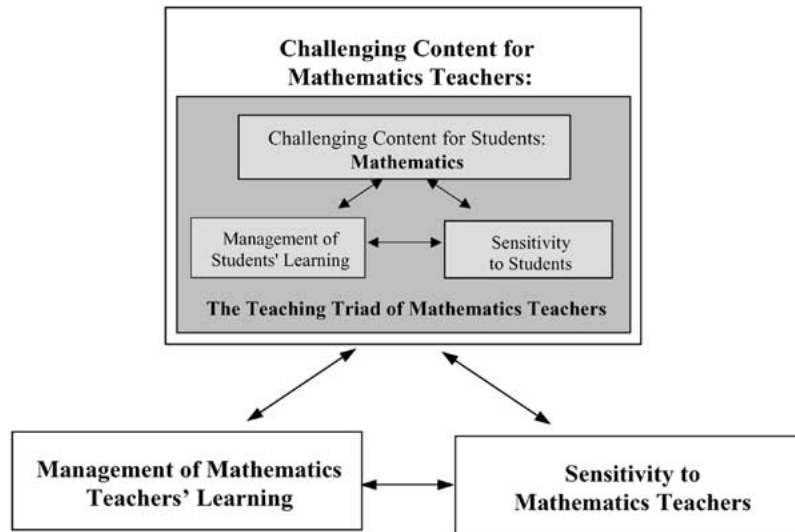 Challenging Content for
Mathematics Teachers:
Challenging Content for Students:
Mathematics
Management of
Students' Learning
Sensitivity
to Students
The Teaching Triad of Mathematics Teachers
Management of Mathematics
Teachers’ Learning
Sensitivity to
Mathematics Teachers